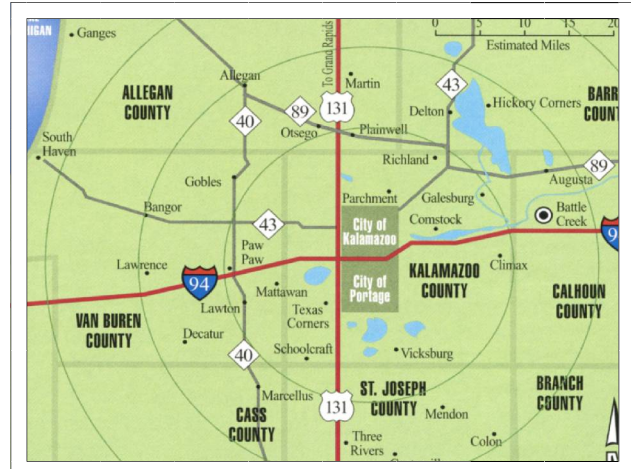 HIGAN
Ganges
0 5 10 15 20
Estimated Miles
To Grand Rapids
Allegan
Martin
ALLEGAN
COUNTY
40
89
131
43
Delton
Hickory Corners
BARR
COUNT
Otsego
Plainwell
South
Haven
Richland
89
Augusta
Gobles
Parchment
Galesburg
Battle
Creek
Bangor
43
City of
Kalamazoo
Comstock
9
Paw
Paw
Lawrence
94
Mattawan
KALAMAZOO
COUNTY
Climax
City of
Portage
CALHOUN
COUNTY
Lawton
Texas
Corners
VAN BUREN
COUNTY
Decatur
40
Schoolcraft
Vicksburg
Marcellus
ST. JOSEPH
COUNTY
BRANCH
COUNTY
CASS
COUNTY
131
Mendon
Three
Rivers
Colon